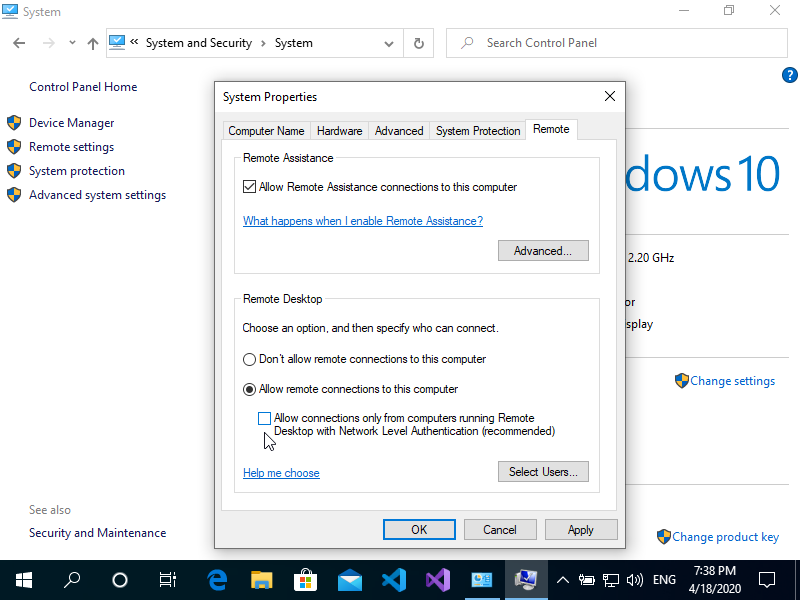 System
« System and Security › System
Search Control Panel
?
Control Panel Home
Device Manager
Remote settings
System protection
Advanced system settings
System Properties
Computer Name
Hardware
Advanced
System Protection
Remote
Remote Assistance
Allow Remote Assistance connections to this computer
What happens when I enable Remote Assistance?
Advanced...
Remote Desktop
Choose an option, and then specify who can connect.
Don't allow remote connections to this computer
Allow remote connections to this computer
Allow connections only from computers running Remote
Desktop with Network Level Authentication (recommended)
Help me choose
Select Users...
OK
Cancel
Apply
dows 10
2.20 GHz
or
splay
Change settings
Change product key
See also
Security and Maintenance
ENG
7:38 PM
4/18/2020